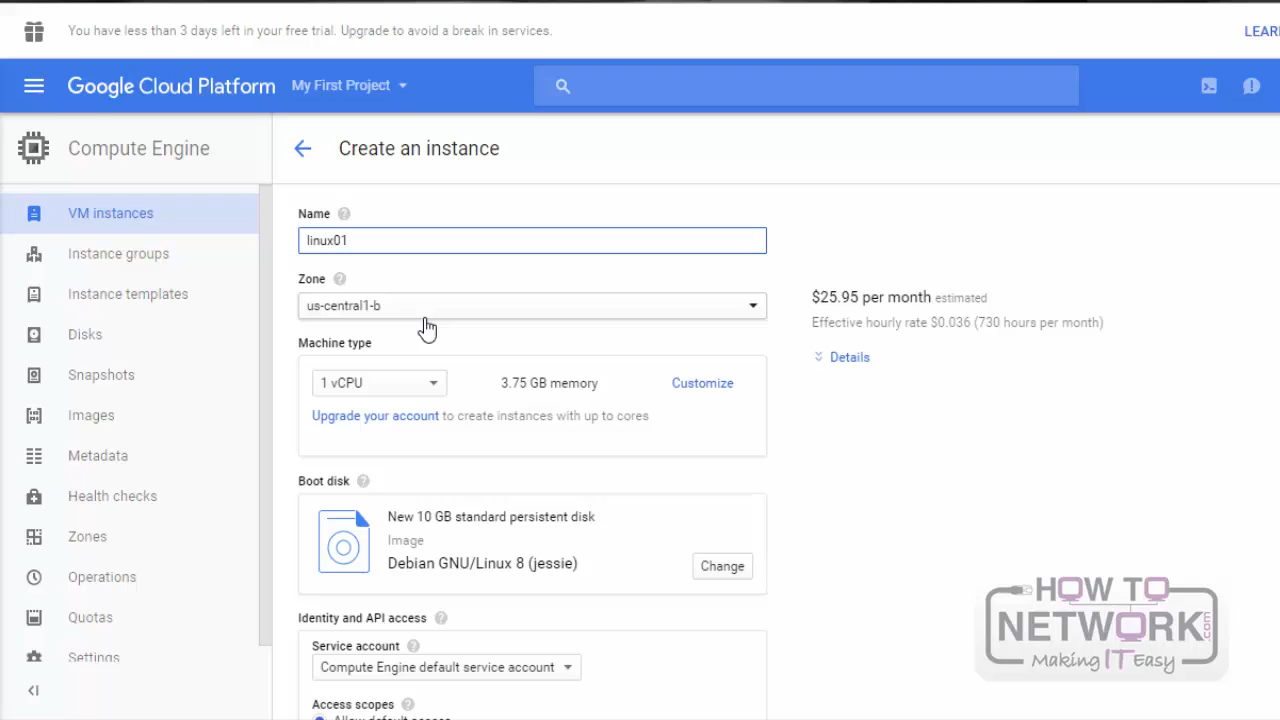 You have less than 3 days left in your free trial. Upgrade to avoid a break in services.
LEAR
Google Cloud Platform
My First Project
Compute Engine
Create an instance
VM instances
Instance groups
Instance templates
Disks
Snapshots
Images
Metadata
Health checks
Zones
Operations
Quotas
Settings
Name
linux01
Zone
us-central1-b
Machine type
1 vCPU
3.75 GB memory
Customize
Upgrade your account to create instances with up to cores
Boot disk
New 10 GB standard persistent disk
Image
Debian GNU/Linux 8 (jessie)
Change
Identity and API access
Service account
Compute Engine default service account
Access scopes
Allow default access
$25.95 per month estimated
Effective hourly rate $0.036 (730 hours per month)
Details
HOW TO
NETWORK.com
Making IT Easy